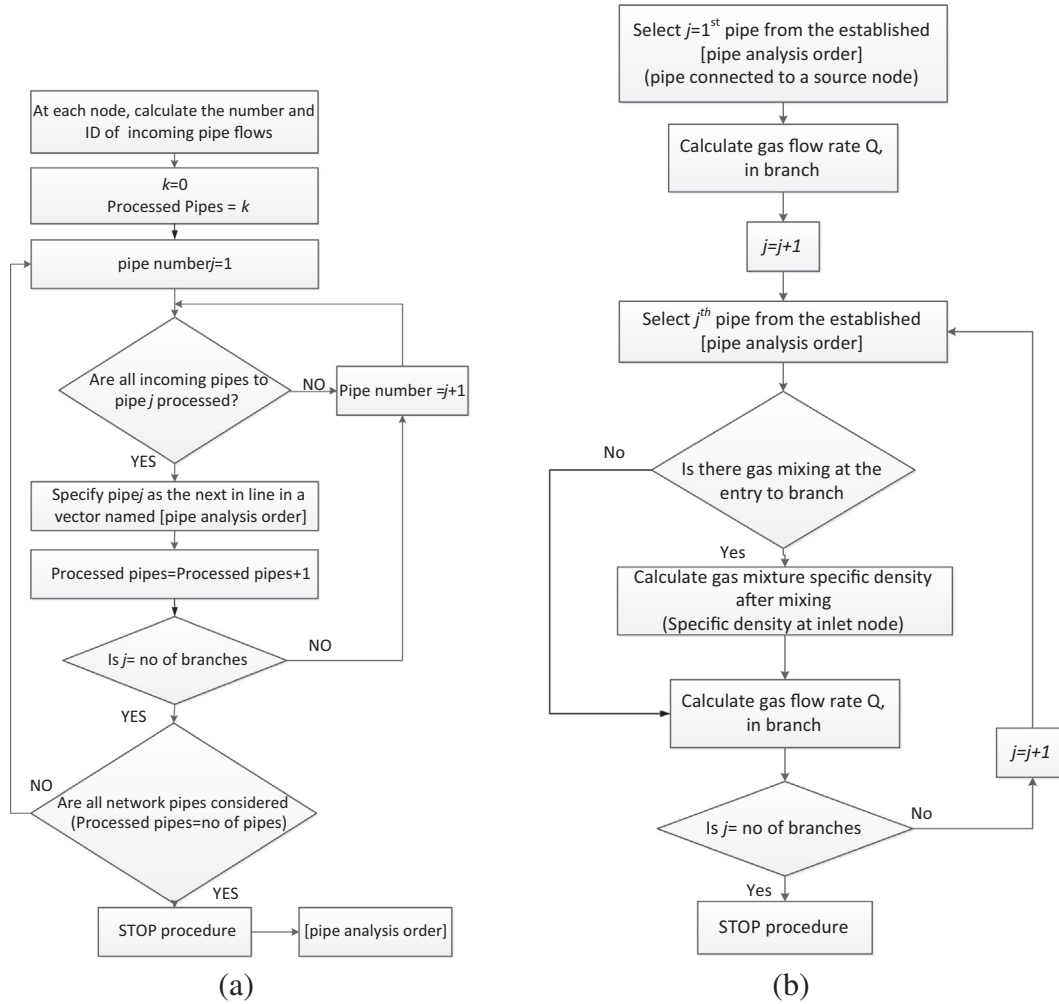 At each node, calculate the number and
ID of incoming pipe flows
k=0
Processed Pipes = k
pipe numberj=1
Are all incoming pipes to
pipe j processed?
NO
Pipe number =j+1
YES
Specify pipej as the next in line in a
vector named [pipe analysis order]
Processed pipes=Processed pipes+1
Is j= no of branches
NO
YES
NO
Are all network pipes considered
(Processed pipes=no of pipes)
YES
STOP procedure
[pipe analysis order]
(a)
Select j=1st pipe from the established
[pipe analysis order]
(pipe connected to a source node)
Calculate gas flow rate Q,
in branch
j=j+1
Select jth pipe from the established
[pipe analysis order]
No
Is there gas mixing at the
entry to branch
Yes
Calculate gas mixture specific density
after mixing
(Specific density at inlet node)
Calculate gas flow rate Q,
in branch
j=j+1
Is j= no of branches
No
Yes
STOP procedure
(b)